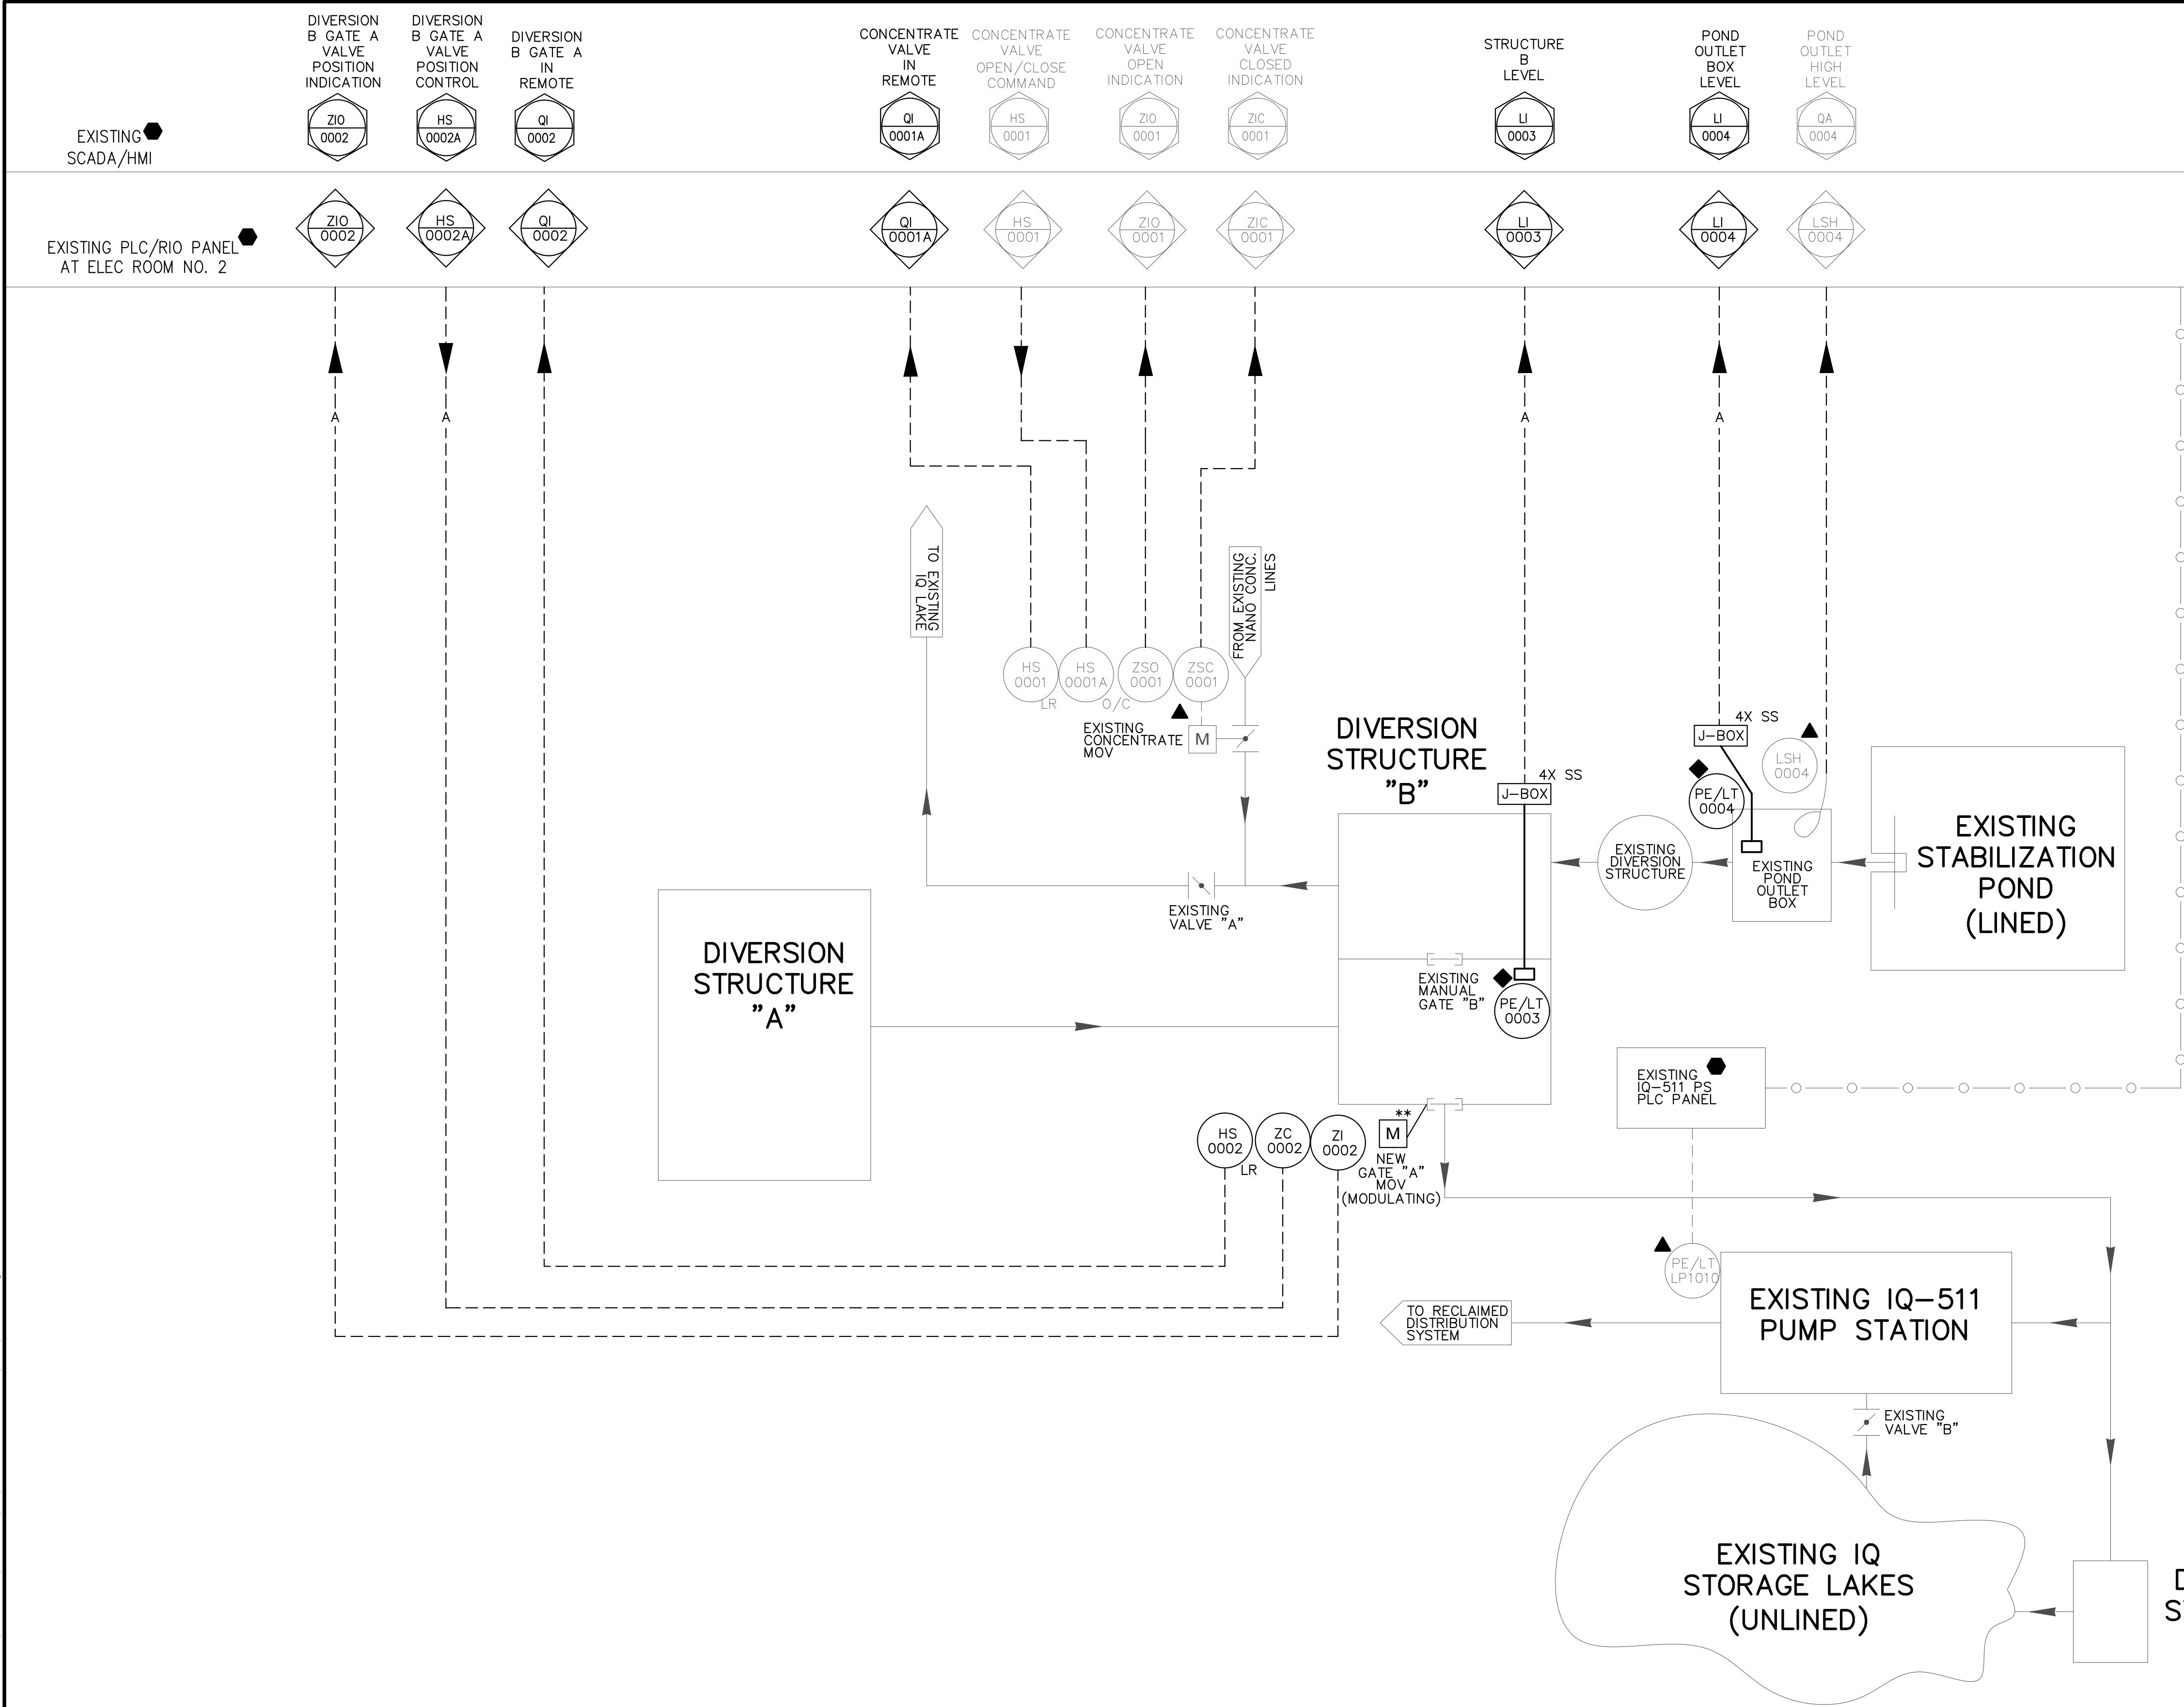 DIVERSION
B GATE A
VALVE
POSITION
INDICATION
DIVERSION
B GATE A
VALVE
POSITION
CONTROL
DIVERSION
B GATE A
IN
REMOTE
CONCENTRATE
VALVE
IN
REMOTE
CONCENTRATE
VALVE
OPEN/CLOSE
COMMAND
CONCENTRATE
VALVE
OPEN
INDICATION
CONCENTRATE
VALVE
CLOSED
INDICATION
STRUCTURE
B
LEVEL
POND
OUTLET
BOX
LEVEL
POND
OUTLET
HIGH
LEVEL
EXISTING
SCADA/HMI
ZIO
0002
HS
0002A
QI
0002
QI
0001A
HS
0001
ZIO
0001
ZIC
0001
LI
0003
LI
0004
QA
0004
EXISTING PLC/RIO PANEL
AT ELEC ROOM NO. 2
ZIO
0002
HS
0002A
QI
0002
QI
0001A
HS
0001
ZIO
0001
ZIC
0001
LI
0003
LI
0004
LSH
0004
A
A
A
A
TO EXISTING
IQ LAKE
FROM EXISTING
NANO CONC.
LINES
HS
0001
LR
HS
0001A
O/C
ZSO
0001
ZSC
0001
EXISTING
CONCENTRATE
MOV
M
DIVERSION
STRUCTURE
"B"
4X SS
J-BOX
4X SS
J-BOX
LSH
0004
PE/LT
0004
EXISTING
DIVERSION
STRUCTURE
EXISTING
POND
OUTLET
BOX
EXISTING
STABILIZATION
POND
(LINED)
EXISTING
VALVE "A"
DIVERSION
STRUCTURE
"A"
EXISTING
MANUAL
GATE "B"
PE/LT
0003
EXISTING
IQ-511 PS
PLC PANEL
HS
0002
LR
ZC
0002
ZI
0002
**
M
NEW
GATE "A"
MOV
(MODULATING)
PE/LT
LP1010
EXISTING IQ-511
PUMP STATION
TO RECLAIMED
DISTRIBUTION
SYSTEM
EXISTING
VALVE "B"
EXISTING IQ
STORAGE LAKES
(UNLINED)